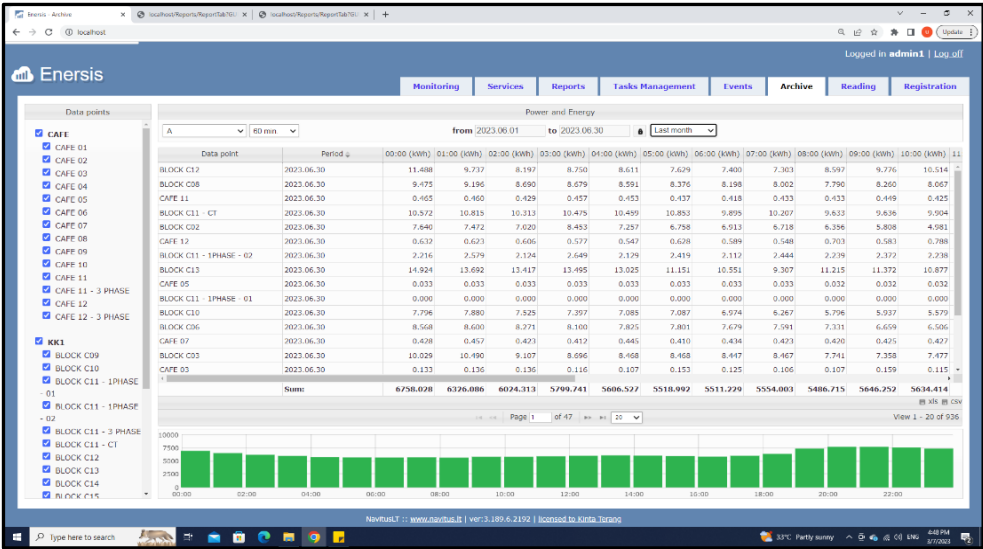 Enersis - Archive
localhost/Reports/ReportTab?GU
localhost/Reports/ReportTab?GU
localhost
Update
Logged in admin1 | Log off
Enersis
Monitoring Services Reports Tasks Management Events Archive Reading Registration
Data points
Power and Energy
CAFE
CAFE 01
CAFE 02
CAFE 03
CAFE 04
CAFE 05
CAFE 06
CAFE 07
CAFE 08
CAFE 09
CAFE 10
CAFE 11
CAFE 11 - 3 PHASE
CAFE 12
CAFE 12 - 3 PHASE
KK1
BLOCK C09
BLOCK C10
BLOCK C11 - 1PHASE
- 01
BLOCK C11 - 1PHASE
- 02
BLOCK C11 - 3 PHASE
BLOCK C11 - CT
BLOCK C12
BLOCK C13
BLOCK C14
BLOCK C15
A 60 mn from 2023.06.01 to 2023.06.30 Last month
Data point Period 00:00 (kWh) 01:00 (kWh) 02:00 (kWh) 03:00 (kWh) 04:00 (kWh) 05:00 (kWh) 06:00 (kWh) 07:00 (kWh) 08:00 (kWh) 09:00 (kWh) 10:00 (kWh) 11
BLOCK C12 2023.06.30 11.488 9.737 8.197 8.750 8.611 7.629 7.400 7.303 8.597 9.776 10.514
BLOCK C08 2023.06.30 9.475 9.196 8.690 8.679 8.591 8.376 8.198 8.002 7.790 8.260 8.067
CAFE 11 2023.06.30 0.465 0.460 0.429 0.457 0.453 0.437 0.418 0.433 0.433 0.449 0.425
BLOCK C11 - CT 2023.06.30 10.572 10.815 10.313 10.475 10.459 10.853 9.895 10.207 9.633 9.636 9.904
BLOCK C02 2023.06.30 7.640 7.472 7.020 8.453 7.257 6.758 6.913 6.718 6.356 5.808 4.981
CAFE 12 2023.06.30 0.632 0.623 0.606 0.577 0.547 0.628 0.589 0.548 0.703 0.583 0.788
BLOCK C11 - 1PHASE - 02 2023.06.30 2.216 2.579 2.124 2.649 2.129 2.419 2.112 2.444 2.239 2.372 2.238
BLOCK C13 2023.06.30 14.924 13.692 13.417 13.495 13.025 11.151 10.551 9.307 11.215 11.372 10.877
CAFE 05 2023.06.30 0.033 0.033 0.033 0.033 0.033 0.033 0.033 0.033 0.032 0.032 0.032
BLOCK C11 - 1PHASE - 01 2023.06.30 0.000 0.000 0.000 0.000 0.000 0.000 0.000 0.000 0.000 0.000 0.000
BLOCK C10 2023.06.30 7.796 7.880 7.525 7.397 7.085 7.087 6.974 6.267 5.796 5.937 5.579
BLOCK C06 2023.06.30 8.568 8.600 8.271 8.100 7.825 7.801 7.679 7.591 7.331 6.659 6.506
CAFE 07 2023.06.30 0.428 0.457 0.423 0.412 0.445 0.410 0.434 0.423 0.420 0.425 0.427
BLOCK C03 2023.06.30 10.029 10.490 9.107 8.696 8.468 8.468 8.447 8.467 7.741 7.358 7.477
CAFE 03 2023.06.30 0.133 0.136 0.136 0.116 0.107 0.153 0.125 0.106 0.107 0.159 0.115
Sum: 6758.028 6326.086 6024.313 5799.741 5606.527 5518.992 5511.229 5554.003 5486.715 5646.252 5634.414
xls csv
Page 1 of 47 20 View 1 - 20 of 936
10000
7500
5000
2500
0
00:00 02:00 04:00 06:00 08:00 10:00 12:00 14:00 16:00 18:00 20:00 22:00
NavitusLT :: www.navitus.lt | ver:3.189.6.2192 | licensed to Kinta Terang
Type here to search
33°C Partly sunny ENG 4:48 PM
3/7/2023